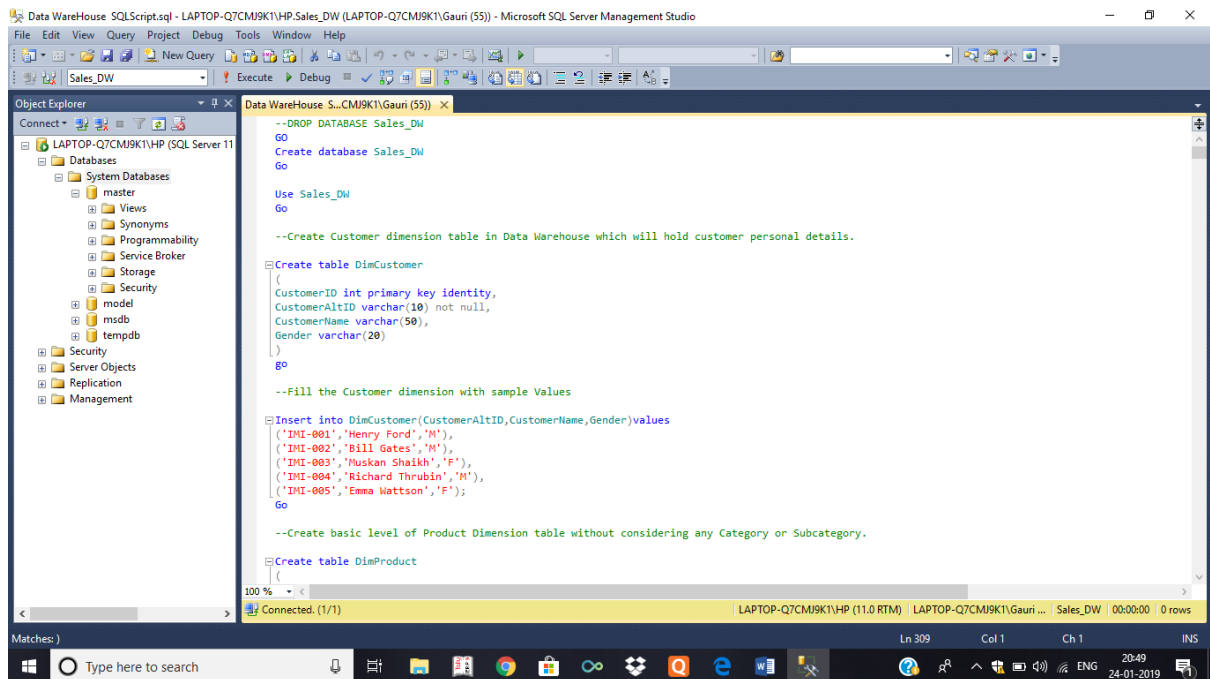 Data WareHouse SQLScript.sql - LAPTOP-Q7CMJ9K1\HP.Sales_DW (LAPTOP-Q7CMJ9K1\Gauri (55)) - Microsoft SQL Server Management Studio
File Edit View Query Project Debug Tools Window Help
New Query
Sales_DW Execute Debug
Object Explorer
Connect
LAPTOP-Q7CMJ9K1\HP (SQL Server 11
Databases
System Databases
master
Views
Synonyms
Programmability
Service Broker
Storage
Security
model
msdb
tempdb
Security
Server Objects
Replication
Management
Data WareHouse S...CMJ9K1\Gauri (55))
--DROP DATABASE Sales_DW
GO
Create database Sales_DW
Go
Use Sales_DW
Go
--Create Customer dimension table in Data Warehouse which will hold customer personal details.
Create table DimCustomer
(
CustomerID int primary key identity,
CustomerAltID varchar(10) not null,
CustomerName varchar(50),
Gender varchar(20)
)
go
--Fill the Customer dimension with sample Values
Insert into DimCustomer(CustomerAltID,CustomerName,Gender)values
('IMI-001','Henry Ford','M'),
('IMI-002','Bill Gates','M'),
('IMI-003','Muskan Shaikh','F'),
('IMI-004','Richard Thrubin','M'),
('IMI-005','Emma Wattson','F');
Go
--Create basic level of Product Dimension table without considering any Category or Subcategory.
Create table DimProduct
(
100 %
Connected. (1/1) LAPTOP-Q7CMJ9K1\HP (11.0 RTM) LAPTOP-Q7CMJ9K1\Gauri ... Sales_DW 00:00:00 0 rows
Matches: ) Ln 309 Col 1 Ch 1 INS
Type here to search ENG 20:49
24-01-2019